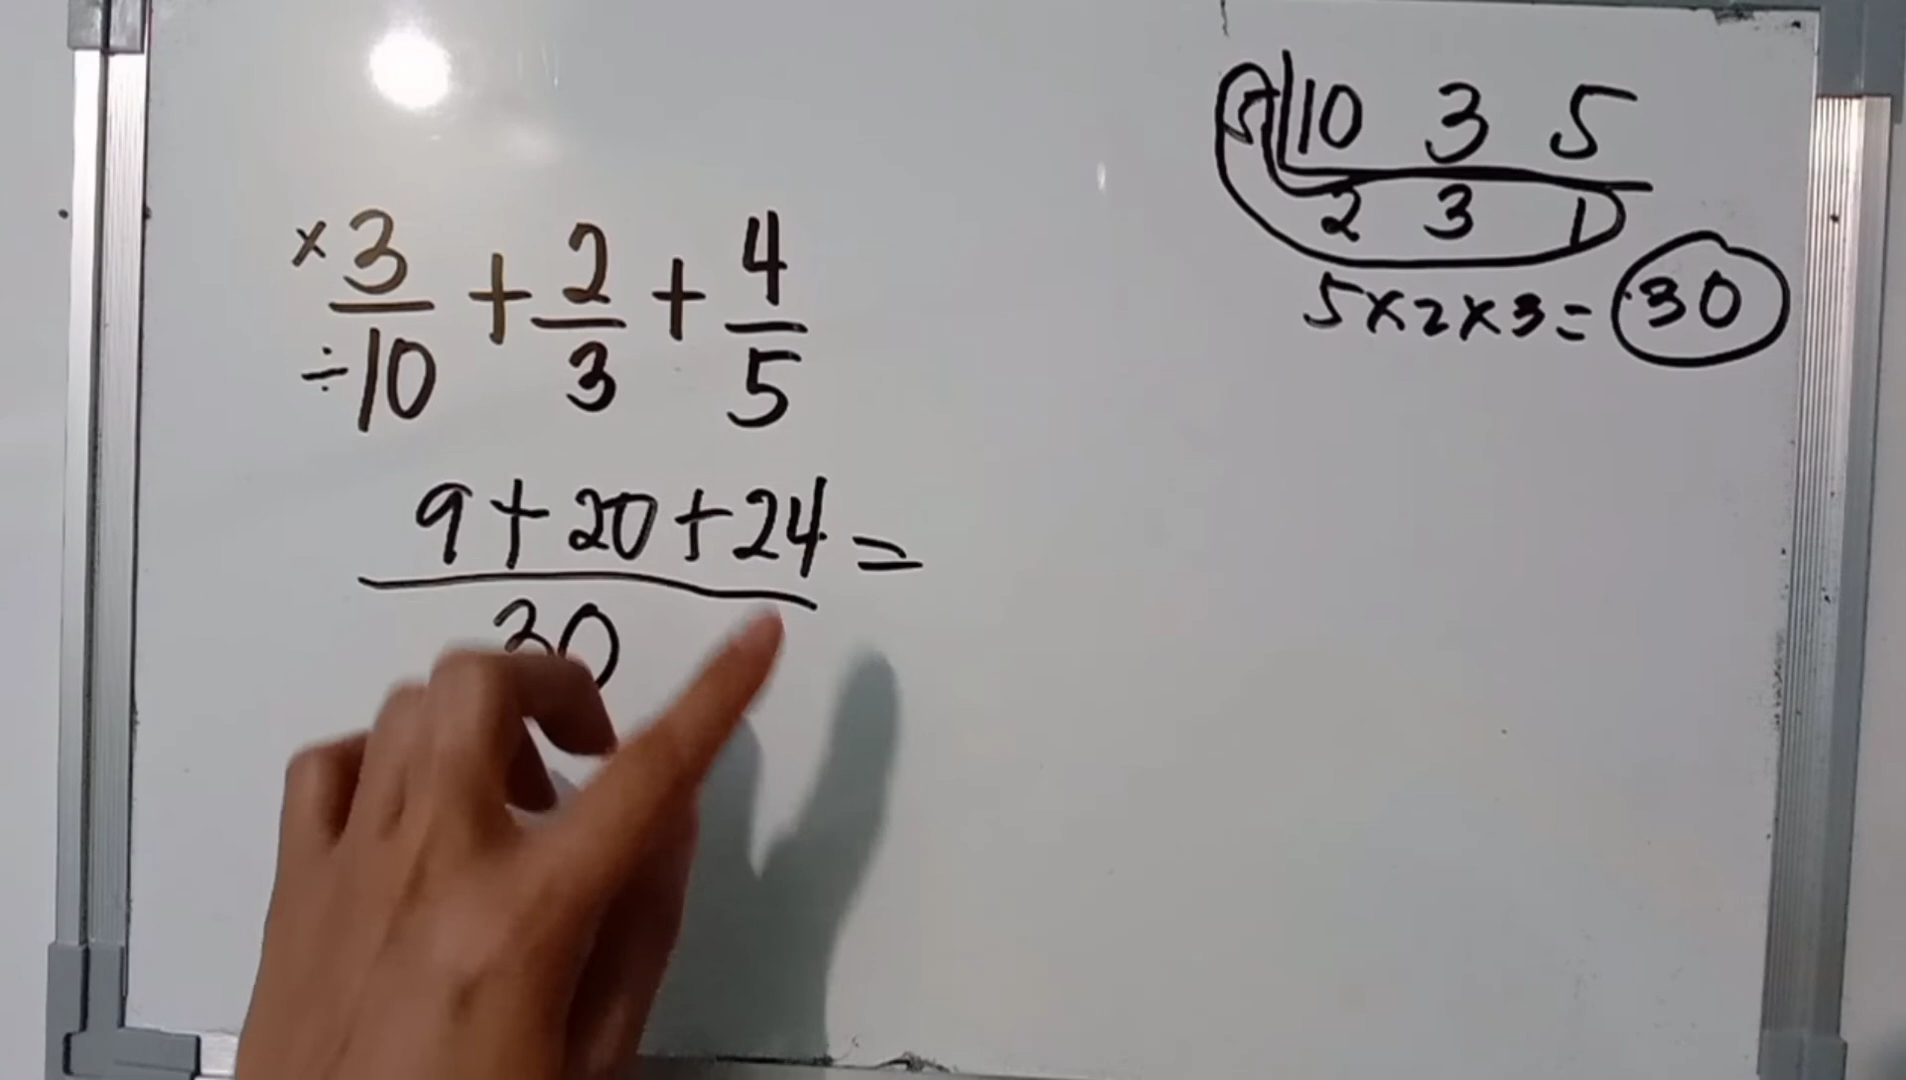 ×3/÷10 + 2/3 + 4/5
9+20+24/30 =
5|10 3 5
2 3 1
5×2×3=30